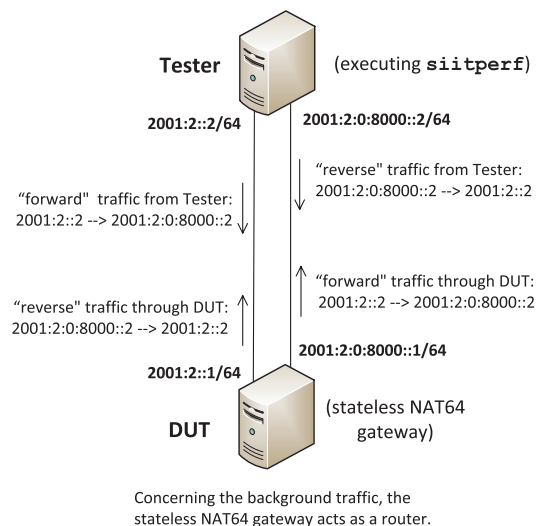 Tester
(executing siitperf)
2001:2::2/64
2001:2:0:8000::2/64
“reverse" traffic from Tester:
2001:2:0:8000::2 --> 2001:2::2
“forward" traffic from Tester:
2001:2::2 --> 2001:2:0:8000::2
“forward" traffic through DUT:
2001:2::2 --> 2001:2:0:8000::2
“reverse" traffic through DUT:
2001:2:0:8000::2 --> 2001:2::2
2001:2:0:8000::1/64
2001:2::1/64
DUT
(stateless NAT64
gateway)
Concerning the background traffic, the
stateless NAT64 gateway acts as a router.